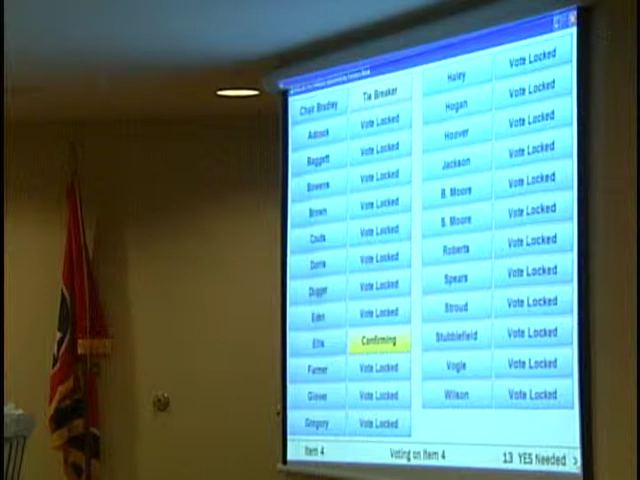 Chair Bradley Tie Breaker
Adcock Vote Locked
Baggett Vote Locked
Bowens Vote Locked
Brown Vote Locked
Couts Vote Locked
Dorris Vote Locked
Dugger Vote Locked
Eden Vote Locked
Ellis Confirming
Farmer Vote Locked
Glover Vote Locked
Gregory Vote Locked
Haley Vote Locked
Hogan Vote Locked
Hoover Vote Locked
Jackson Vote Locked
B. Moore Vote Locked
S. Moore Vote Locked
Roberts Vote Locked
Spears Vote Locked
Stroud Vote Locked
Stubblefield Vote Locked
Vogle Vote Locked
Wilson Vote Locked
Item 4 Voting on Item 4 13 YES Needed